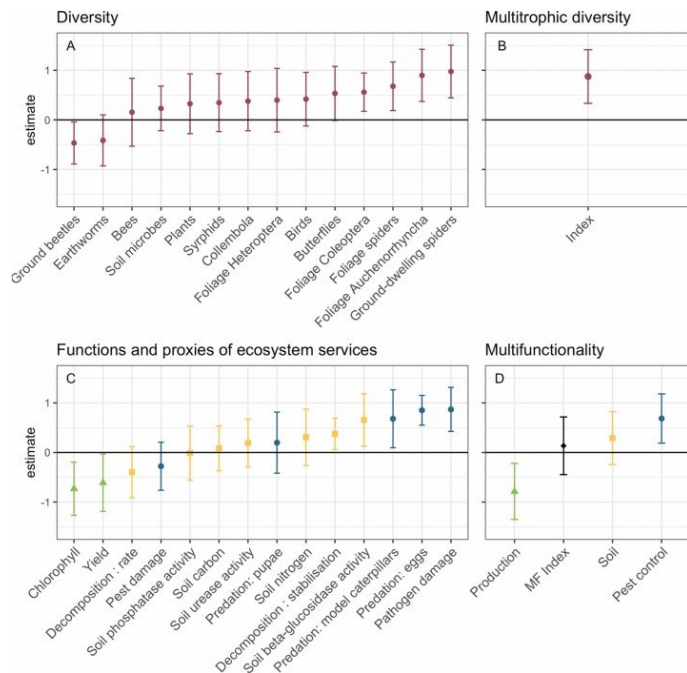 Diversity
Multitrophic diversity
A
B
estimate
1
0
-1
Ground beetles
Earthworms
Bees
Soil microbes
Plants
Syrphids
Collembola
Foliage Heteroptera
Birds
Butterflies
Foliage Coleoptera
Foliage spiders
Foliage Auchenorrhyncha
Ground-dwelling spiders
Index
Functions and proxies of ecosystem services
Multifunctionality
C
D
estimate
1
0
-1
Chlorophyll
Yield
Decomposition : rate
Pest damage
Soil phosphatase activity
Soil carbon
Soil urease activity
Predation: pupae
Soil nitrogen
Decomposition : stabilisation
Soil beta-glucosidase activity
Predation: model caterpillars
Predation: eggs
Pathogen damage
Production
MF Index
Soil
Pest control